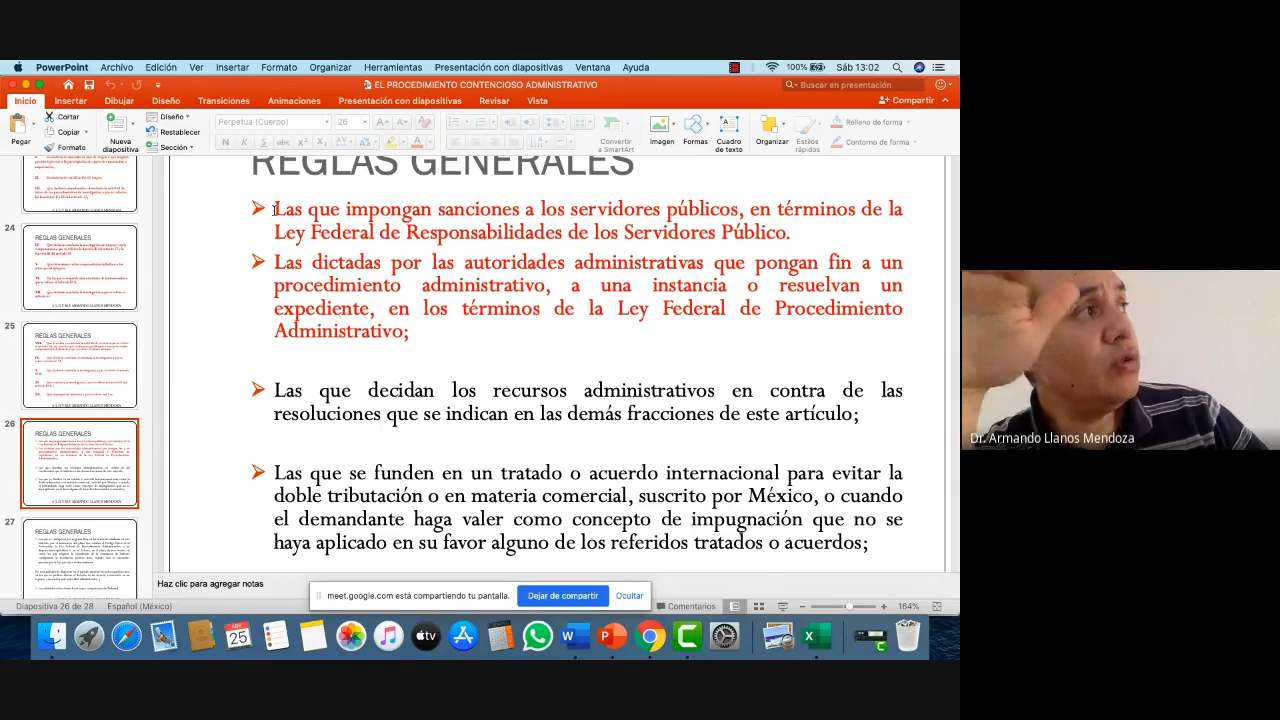 PowerPoint Archivo Edición Ver Insertar Formato Organizar Herramientas Presentación con diapositivas Ventana Ayuda 100% Sáb 13:02
EL PROCEDIMIENTO CONTENCIOSO ADMINISTRATIVO
Buscar en presentación
Inicio Insertar Dibujar Diseño Transiciones Animaciones Presentación con diapositivas Revisar Vista Compartir
Pegar
Cortar
Copiar
Formato
Nueva diapositiva
Diseño
Restablecer
Sección
Perpetua (Cuerpo) 26
Convertir a SmartArt
Imagen
Formas
Cuadro de texto
Organizar
Estilos rápidos
Relleno de forma
Contorno de forma
REGLAS GENERALES
Las que impongan sanciones a los servidores públicos, en términos de la
Ley Federal de Responsabilidades de los Servidores Público.
Las dictadas por las autoridades administrativas que pongan fin a un
procedimiento administrativo, a una instancia o resuelvan un
expediente, en los términos de la Ley Federal de Procedimiento
Administrativo;
Las que decidan los recursos administrativos en contra de las
resoluciones que se indican en las demás fracciones de este artículo;
Las que se funden en un tratado o acuerdo internacional para evitar la
doble tributación o en materia comercial, suscrito por México, o cuando
el demandante haga valer como concepto de impugnación que no se
haya aplicado en su favor alguno de los referidos tratados o acuerdos;
24
REGLAS GENERALES
25
REGLAS GENERALES
26
REGLAS GENERALES
27
REGLAS GENERALES
Haz clic para agregar notas
meet.google.com está compartiendo tu pantalla. Dejar de compartir Ocultar
Diapositiva 26 de 28 Español (México) Comentarios 164%
ABR
25
tv
Dr. Armando Llanos Mendoza